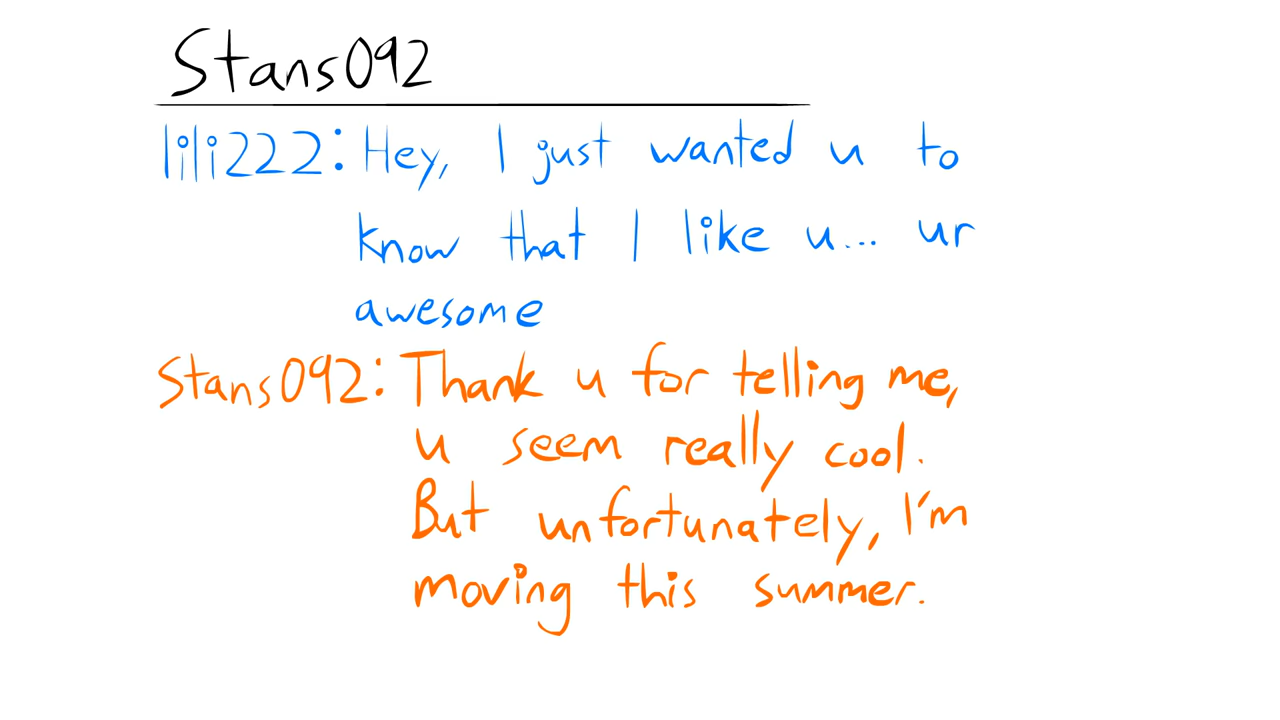 Stans092
lili222: Hey, I just wanted u to
know that I like u... ur
awesome
Stans092: Thank u for telling me,
u seem really cool.
But unfortunately, I'm
moving this summer.